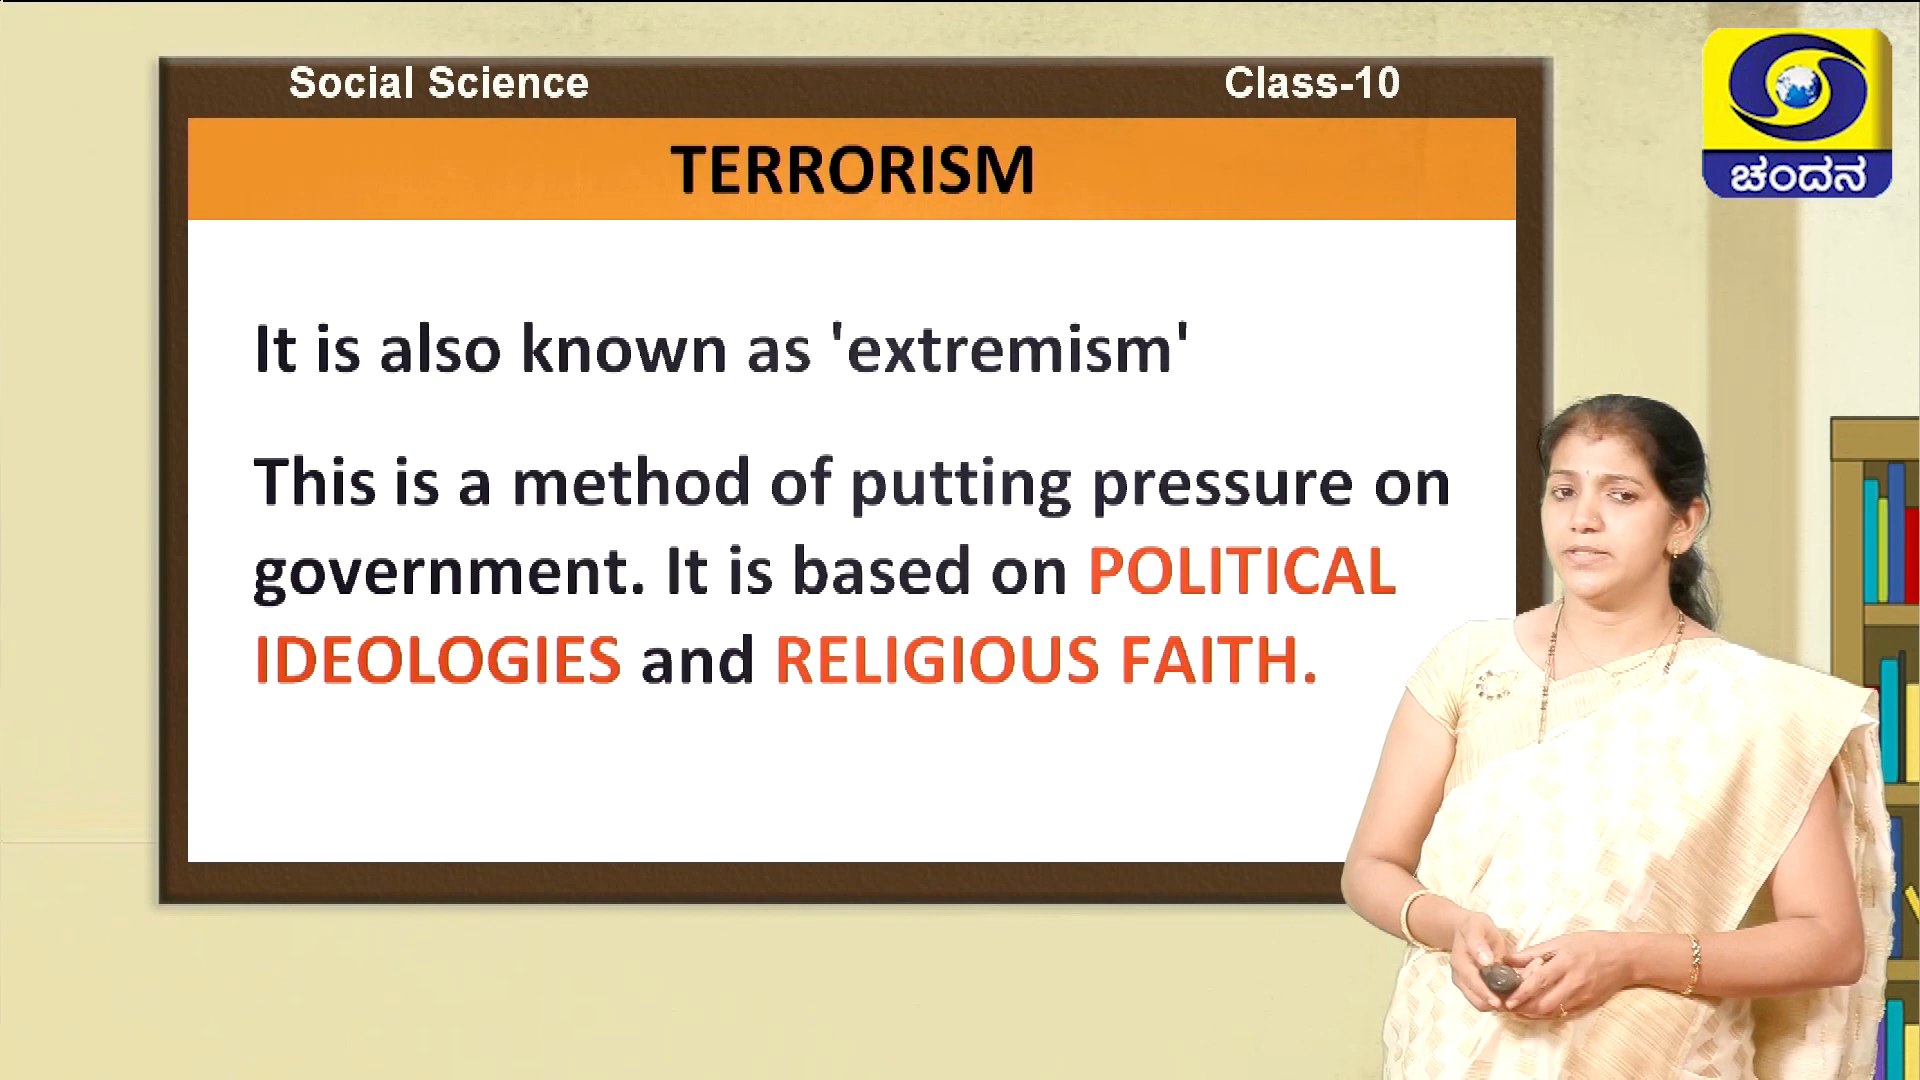 Social Science
Class-10
ಚಂದನ
TERRORISM
It is also known as 'extremism'
This is a method of putting pressure on
government. It is based on POLITICAL
IDEOLOGIES and RELIGIOUS FAITH.